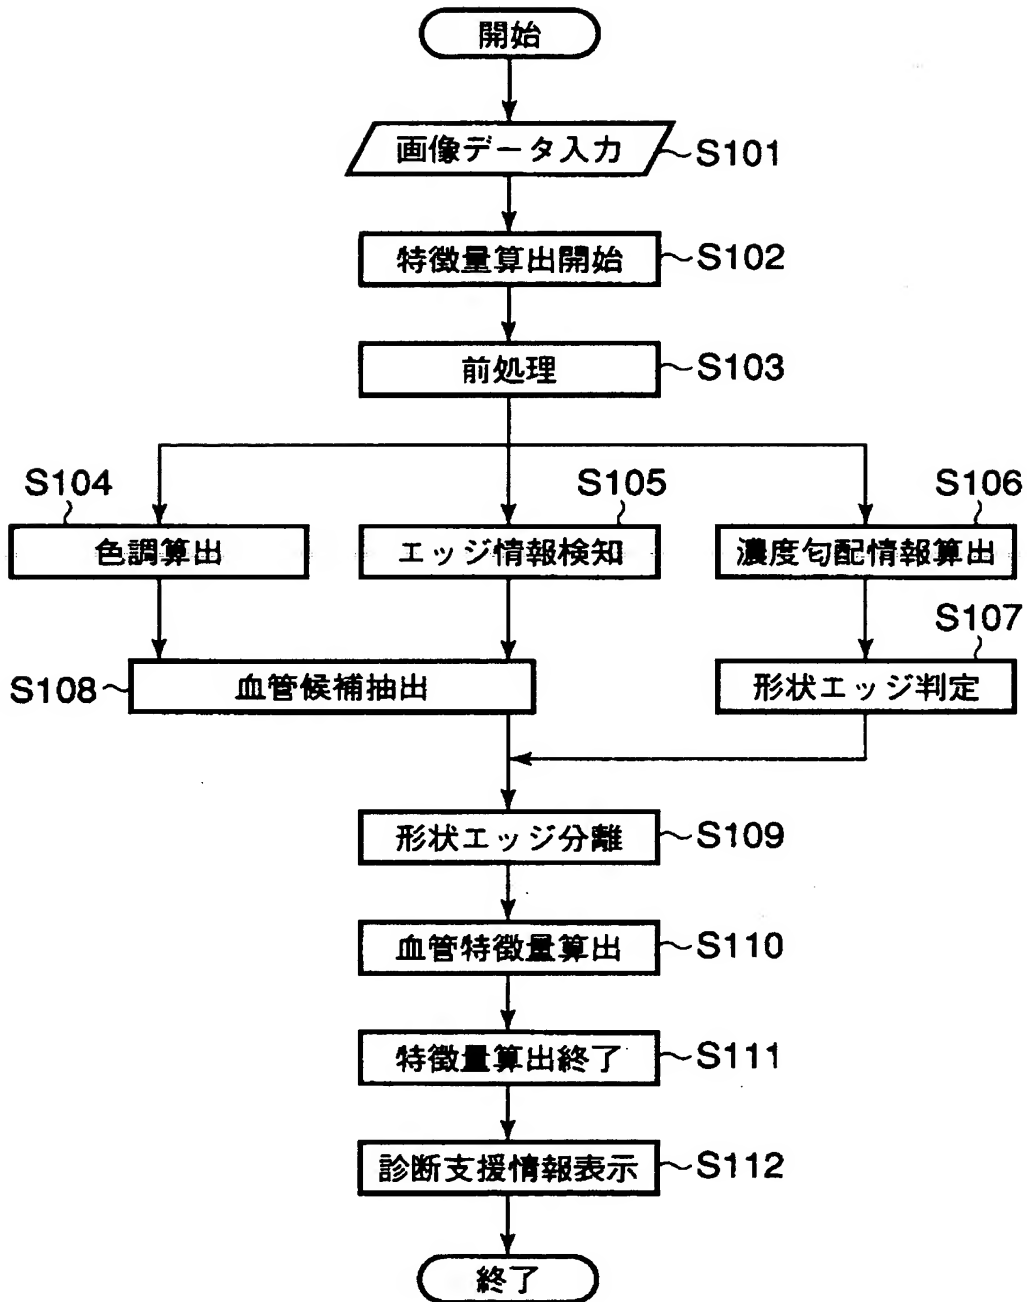 開始
画像データ入力 ~S101
特徴量算出開始 ~S102
前処理 ~S103
S104
S105
S106
色調算出
エッジ情報検知
濃度匂配情報算出
S107
S108~ 血管候補抽出
形状エッジ判定
形状エッジ分離 ~S109
血管特徴量算出 ~S110
特徴量算出終了 ~S111
診断支援情報表示 ~S112
終了